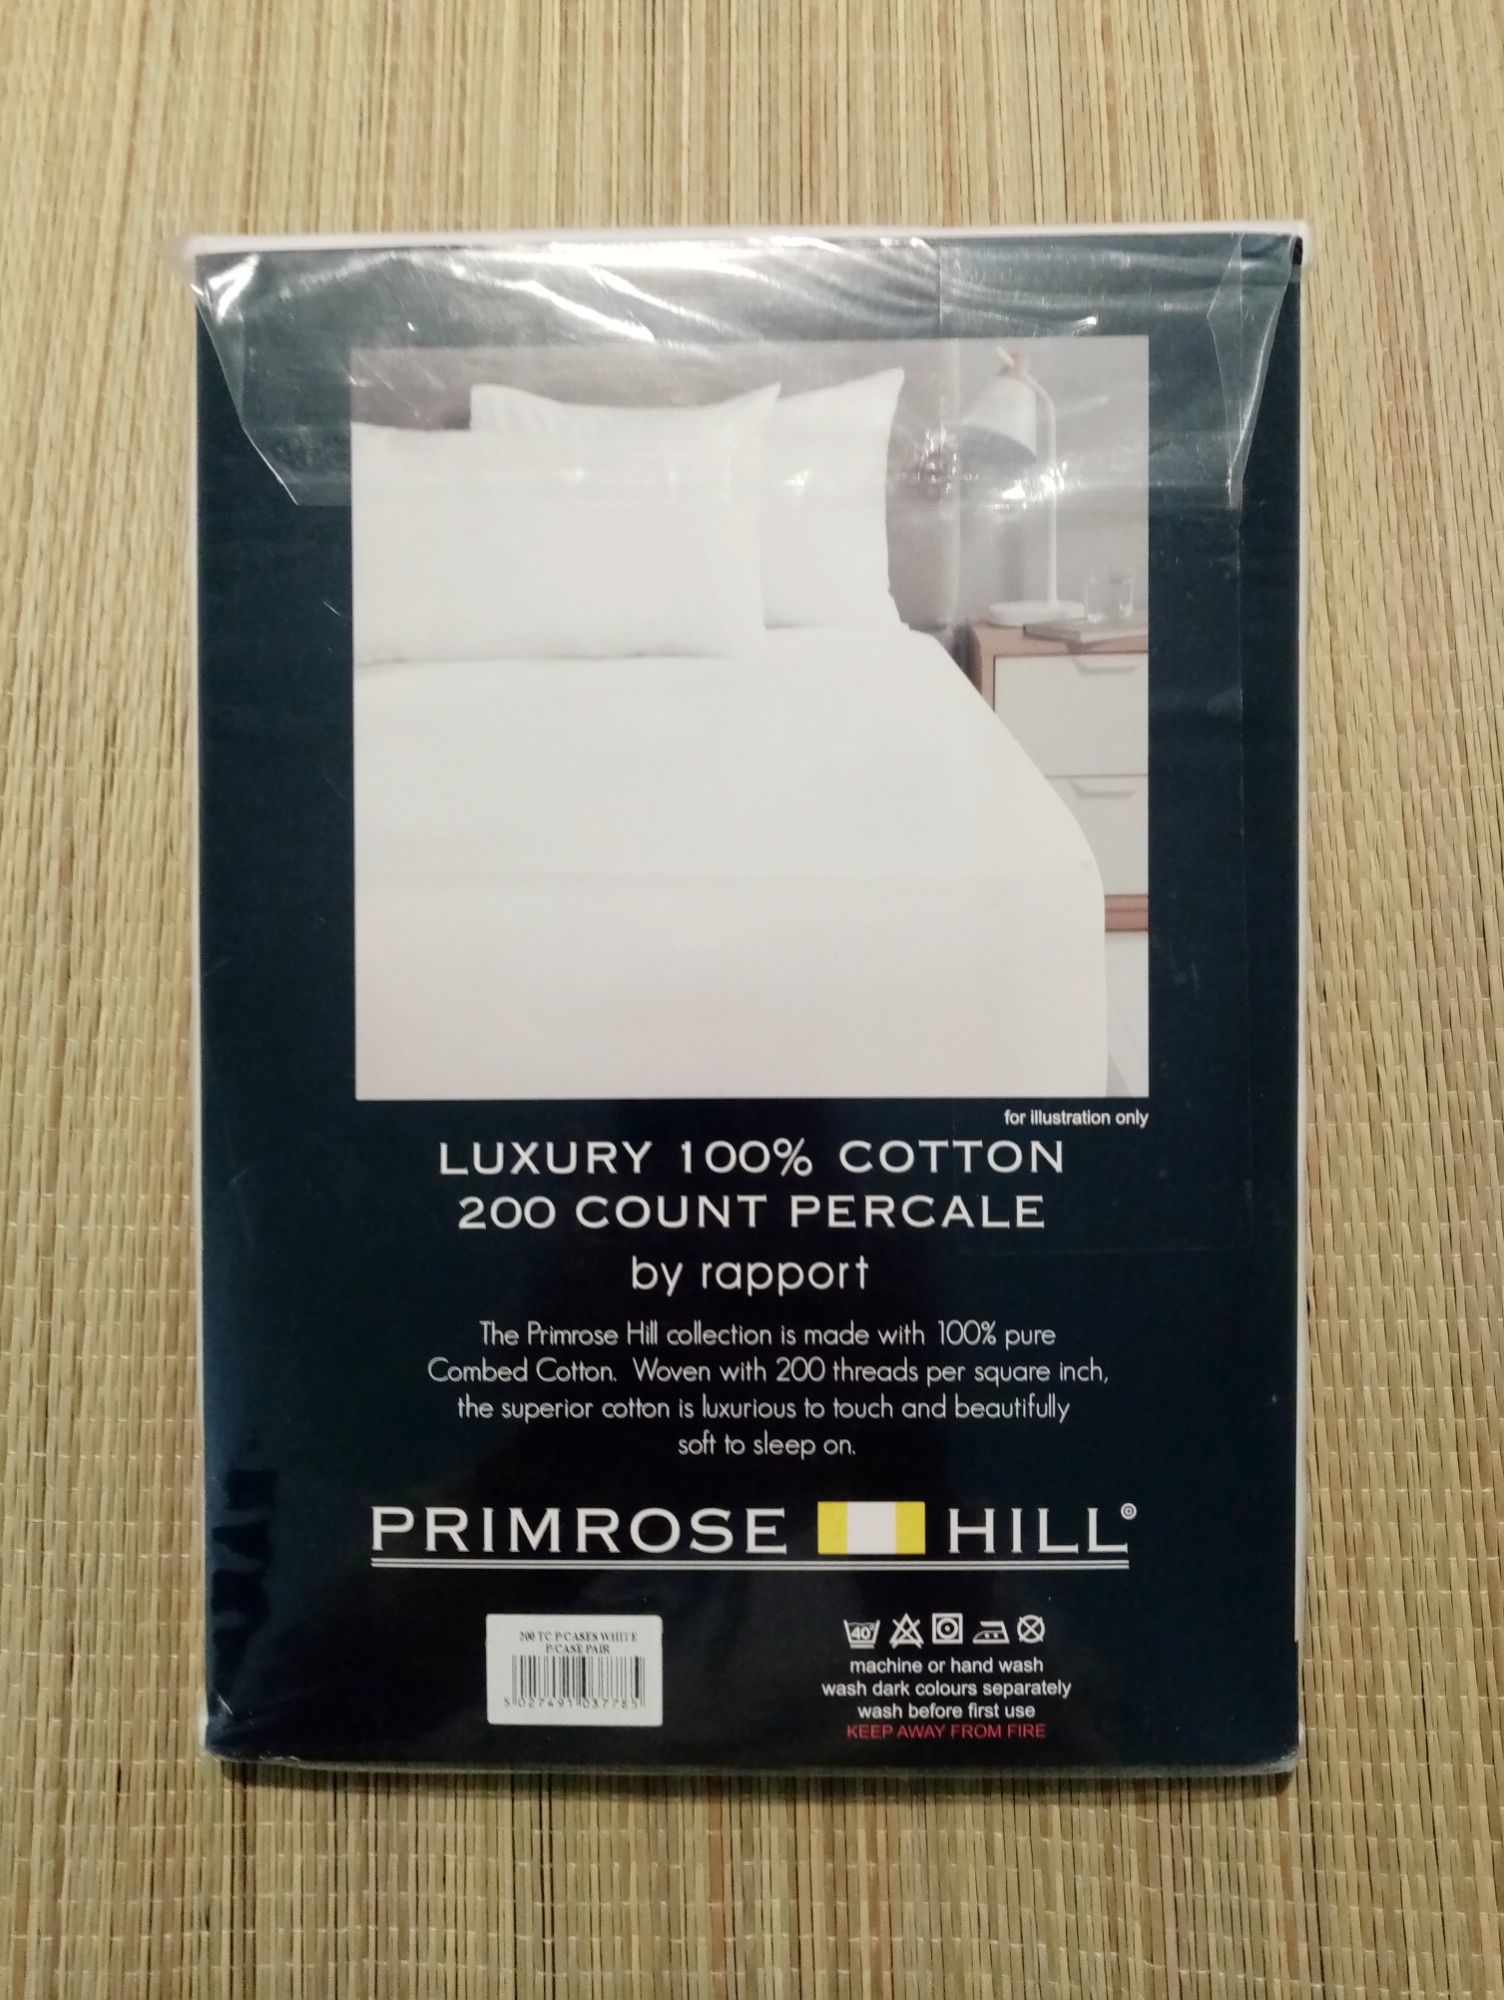 for illustration only
LUXURY 100% COTTON
200 COUNT PERCALE
by rapport
The Primrose Hill collection is made with 100% pure
Combed Cotton. Woven with 200 threads per square inch,
the superior cotton is luxurious to touch and beautifully
soft to sleep on.
PRIMROSE HILL©
200 TC P/CASES WHITE
P/CASE PAIR
5 027491 037785
40°
machine or hand wash
wash dark colours separately
wash before first use
KEEP AWAY FROM FIRE